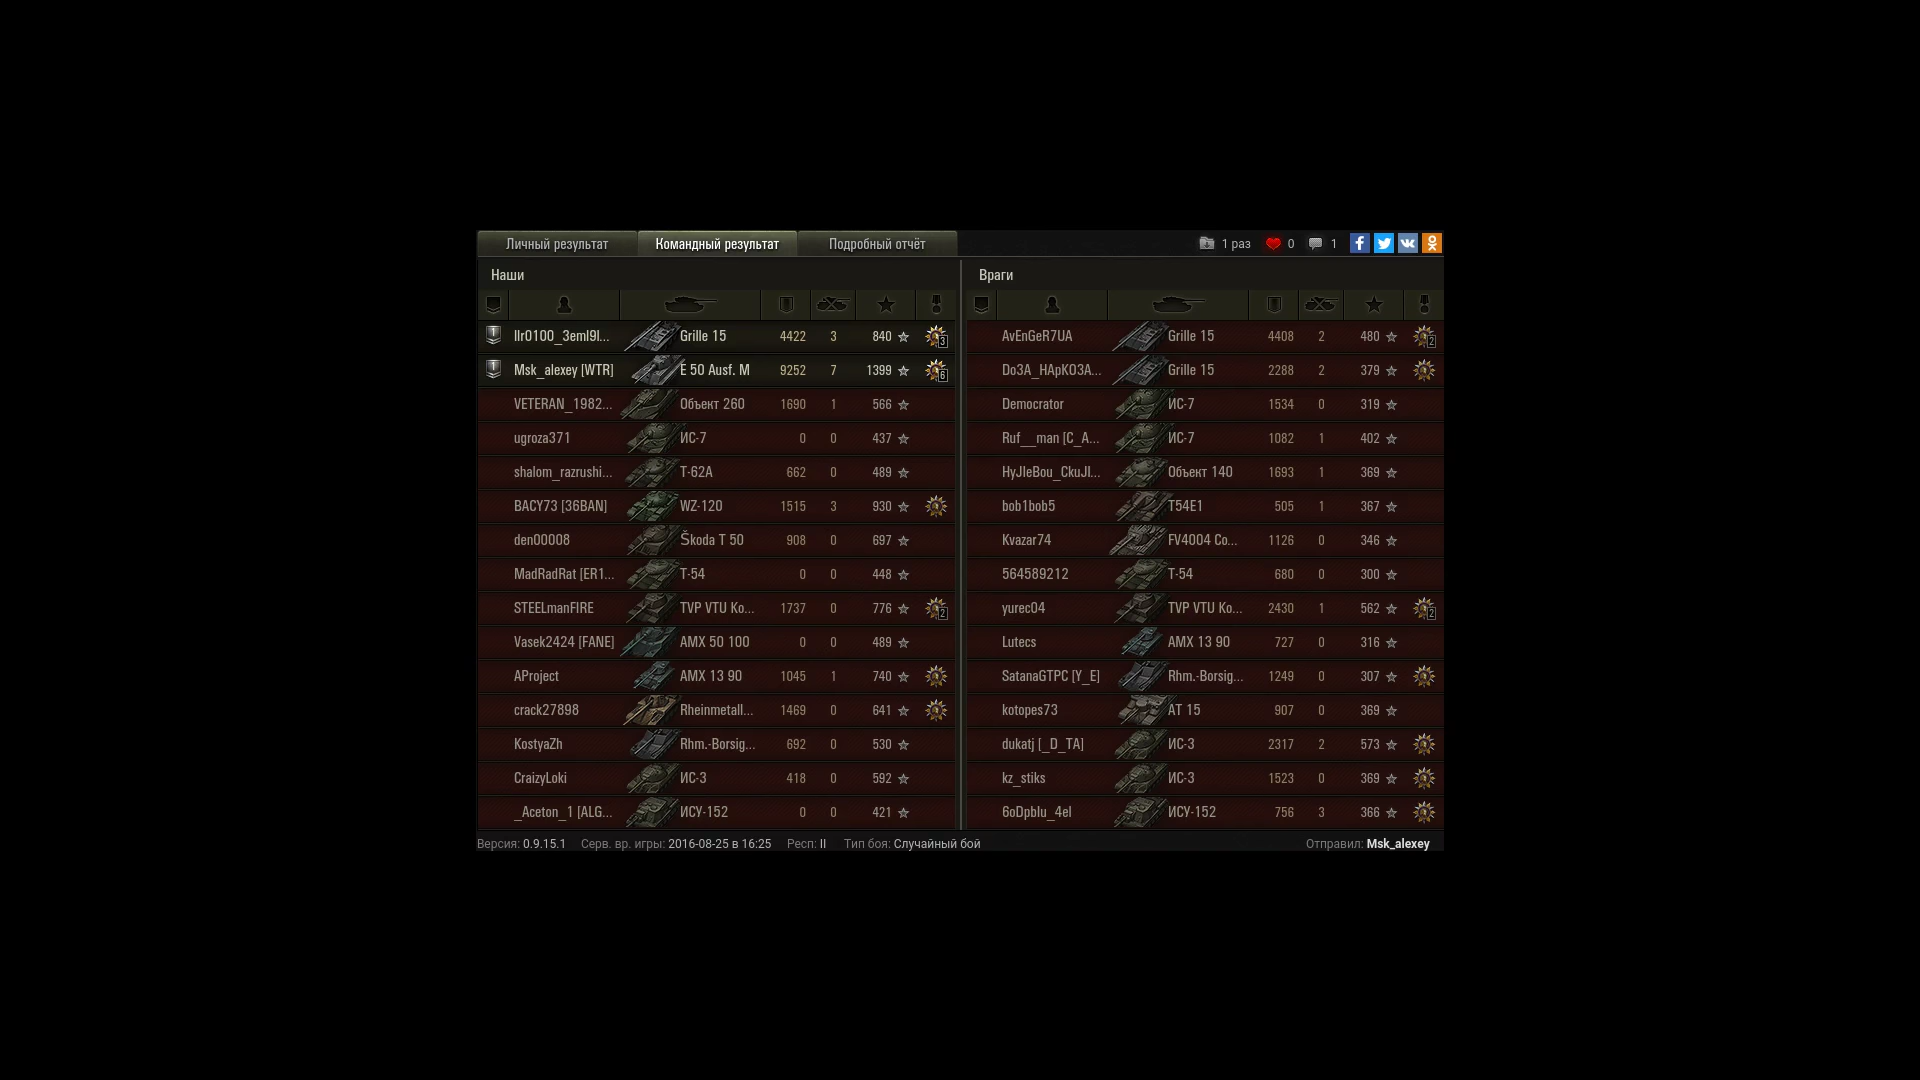 Личный результат Командный результат Подробный отчёт 1 раз 0 1
Наши Враги
llr0100_3eml9l... Grille 15 4422 3 840 3 AvEnGeR7UA Grille 15 4408 2 480 2
Msk_alexey [WTR] E 50 Ausf. M 9252 7 1399 6 Do3A_HApKO3A... Grille 15 2288 2 379
VETERAN_1982... Объект 260 1690 1 566 Democrator ИС-7 1534 0 319
ugroza371 ИС-7 0 0 437 Ruf__man [C_A... ИС-7 1082 1 402
shalom_razrushi... Т-62А 662 0 489 HyJIeBou_CkuJI... Объект 140 1693 1 369
BACY73 [36BAN] WZ-120 1515 3 930 bob1bob5 T54E1 505 1 367
den00008 Škoda T 50 908 0 697 Kvazar74 FV4004 Co... 1126 0 346
MadRadRat [ER1... Т-54 0 0 448 564589212 Т-54 680 0 300
STEELmanFIRE TVP VTU Ko... 1737 0 776 2 yurec04 TVP VTU Ko... 2430 1 562 2
Vasek2424 [FANE] AMX 50 100 0 0 489 Lutecs AMX 13 90 727 0 316
AProject AMX 13 90 1045 1 740 SatanaGTPC [Y_E] Rhm.-Borsig... 1249 0 307
crack27898 Rheinmetall... 1469 0 641 kotopes73 AT 15 907 0 369
KostyaZh Rhm.-Borsig... 692 0 530 dukatj [_D_TA] ИС-3 2317 2 573
CraizyLoki ИС-3 418 0 592 kz_stiks ИС-3 1523 0 369
_Aceton_1 [ALG... ИСУ-152 0 0 421 6oDpblu_4el ИСУ-152 756 3 366
Версия: 0.9.15.1 Серв. вр. игры: 2016-08-25 в 16:25 Респ: II Тип боя: Случайный бой Отправил: Msk_alexey